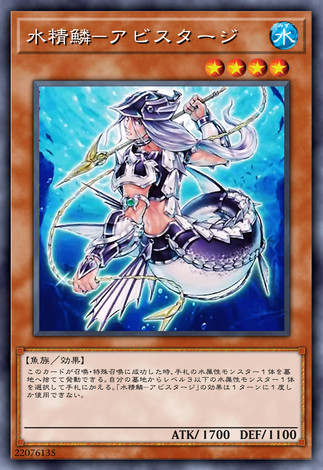 水精鱗－アビスタージ
水
【魚族／効果】
このカードが召喚・特殊召喚に成功した時、手札の水属性モンスター１体を墓
地へ捨てて発動できる。自分の墓地からレベル３以下の水属性モンスター１体
を選択して手札に加える。「水精鱗－アビスタージ」の効果は１ターンに１度し
か使用できない。
ATK/ 1700 DEF/1100
22076135